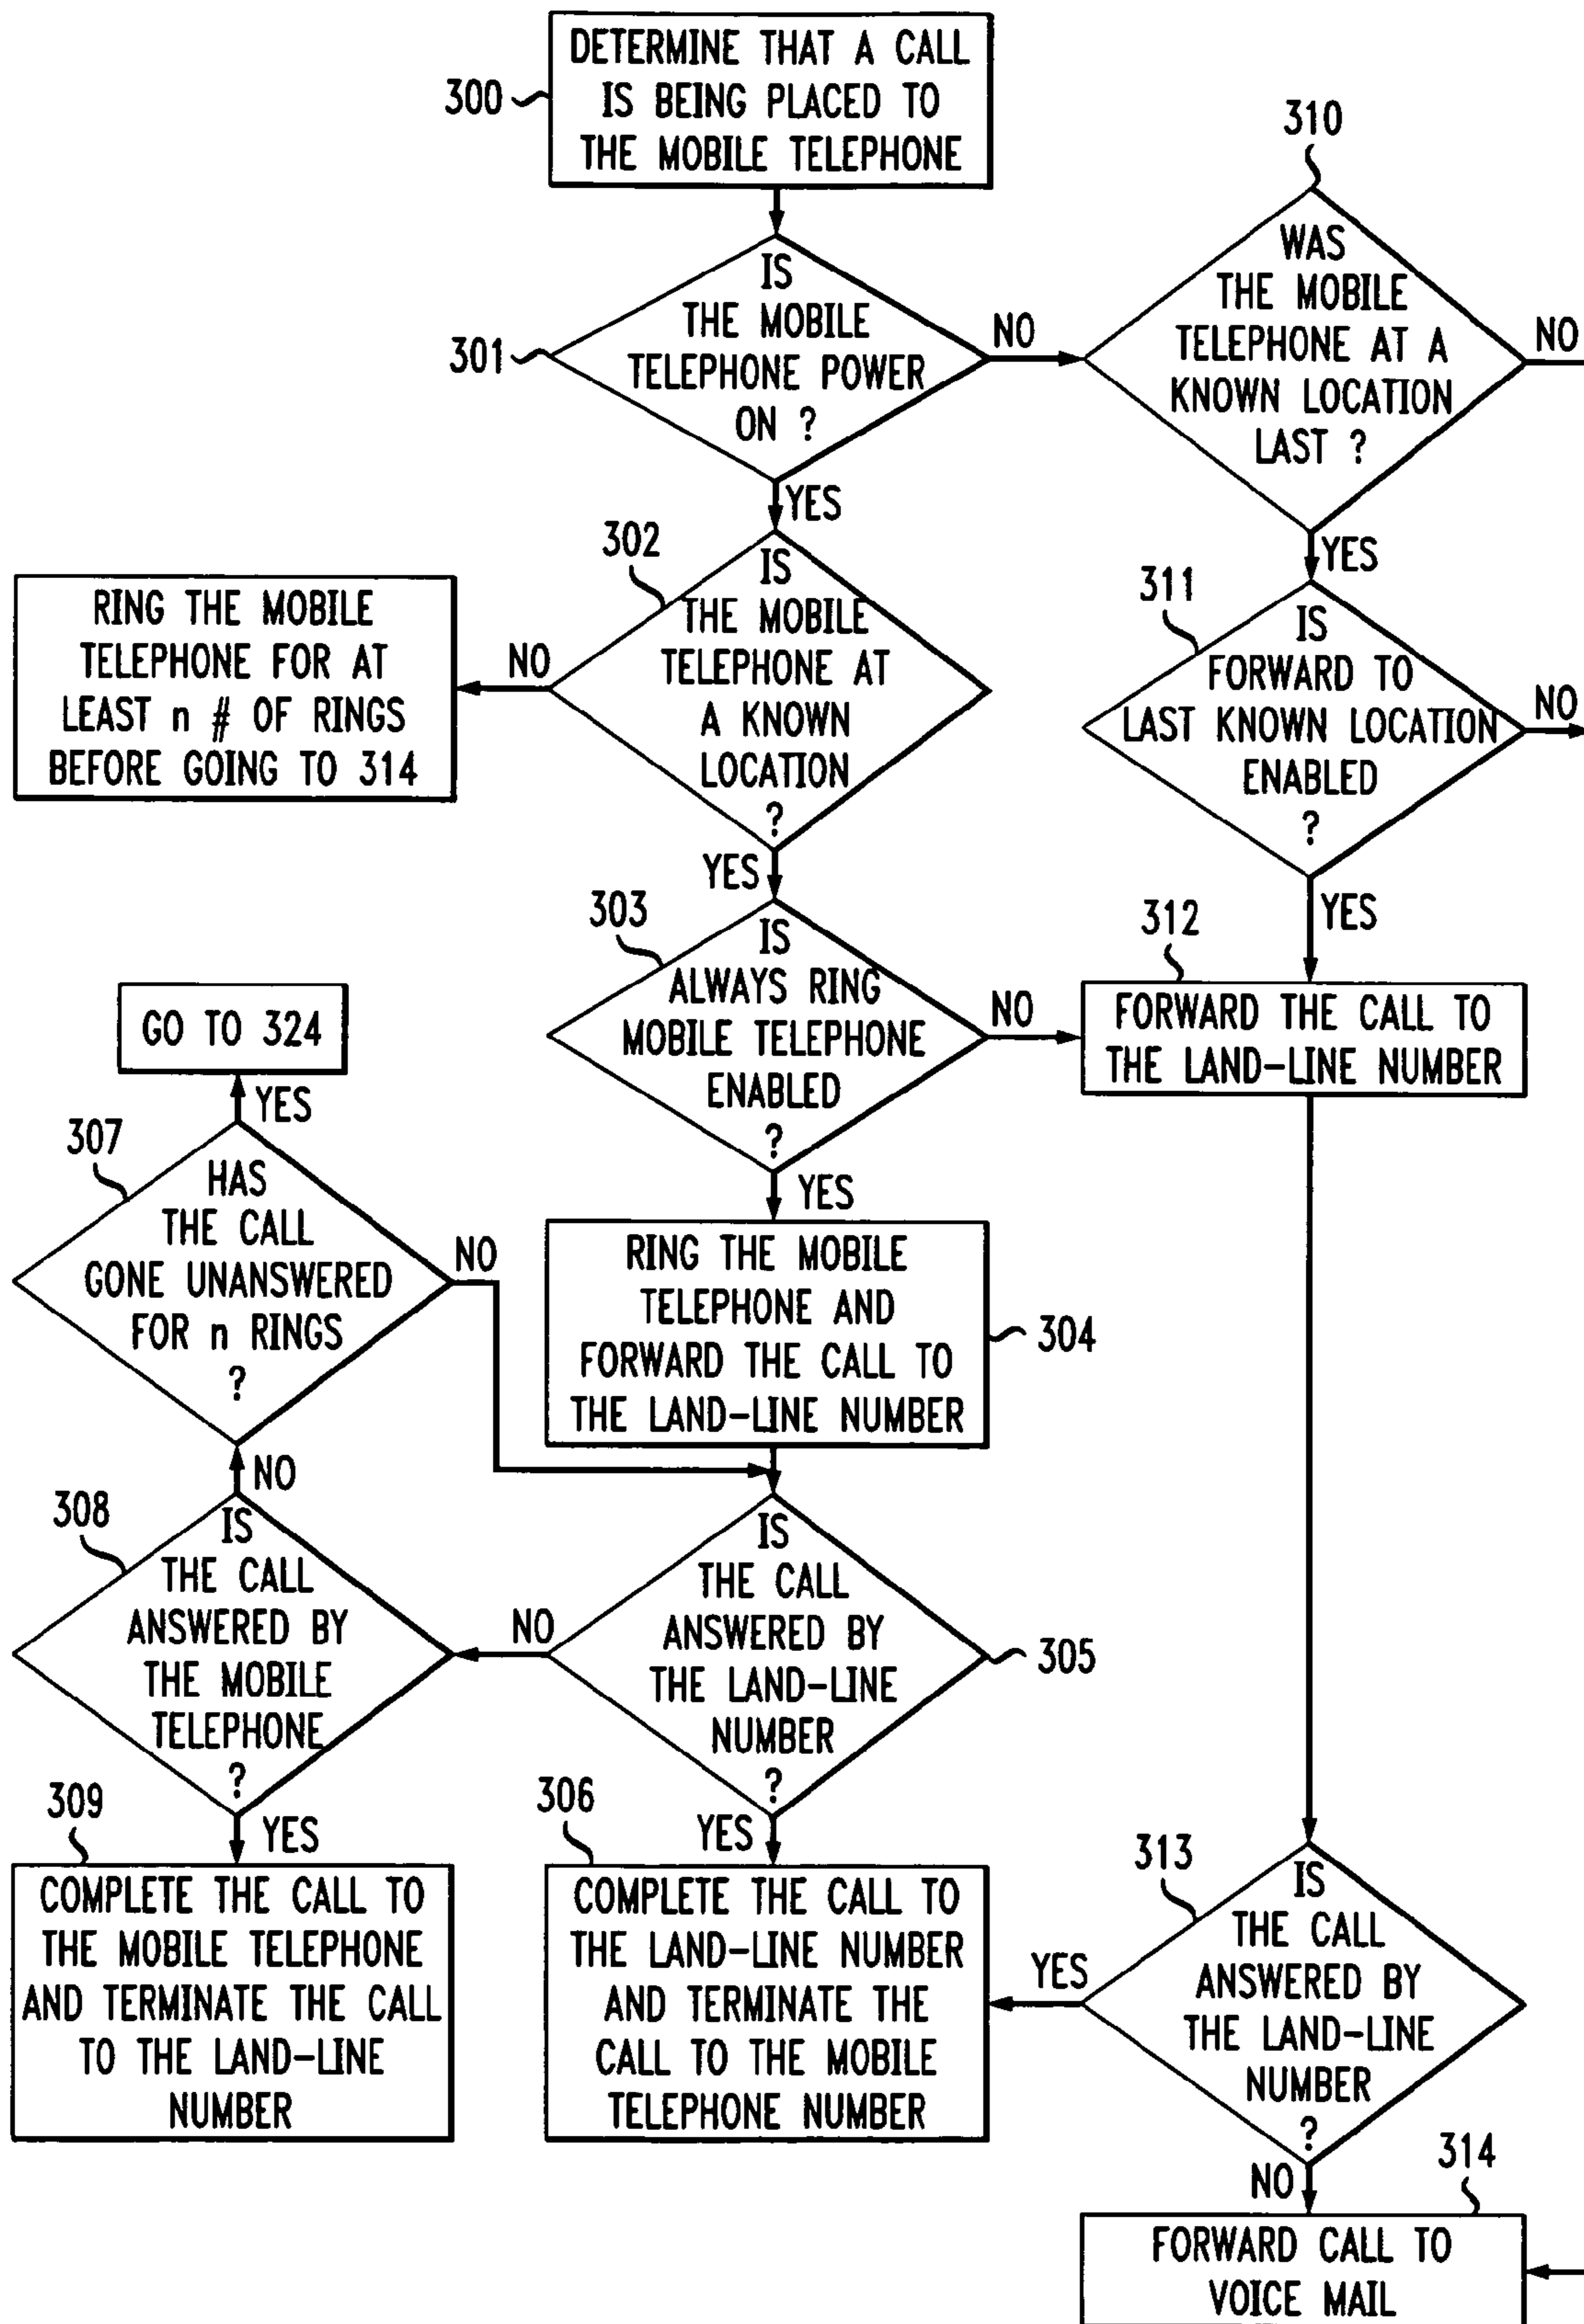 300
DETERMINE THAT A CALL
IS BEING PLACED TO
THE MOBILE TELEPHONE
310
301
IS
THE MOBILE
TELEPHONE POWER
ON ?
NO
WAS
THE MOBILE
TELEPHONE AT A
KNOWN LOCATION
LAST ?
NO
YES
YES
302
IS
THE MOBILE
TELEPHONE AT
A KNOWN
LOCATION
?
NO
RING THE MOBILE
TELEPHONE FOR AT
LEAST n # OF RINGS
BEFORE GOING TO 314
311
IS
FORWARD TO
LAST KNOWN LOCATION
ENABLED
?
NO
YES
YES
303
IS
ALWAYS RING
MOBILE TELEPHONE
ENABLED
?
NO
312
FORWARD THE CALL TO
THE LAND-LINE NUMBER
GO TO 324
YES
307
HAS
THE CALL
GONE UNANSWERED
FOR n RINGS
?
NO
YES
RING THE MOBILE
TELEPHONE AND
FORWARD THE CALL TO
THE LAND-LINE NUMBER
304
NO
308
IS
THE CALL
ANSWERED BY
THE MOBILE
TELEPHONE
?
NO
IS
THE CALL
ANSWERED BY
THE LAND-LINE
NUMBER
?
305
309
YES
306
YES
COMPLETE THE CALL TO
THE MOBILE TELEPHONE
AND TERMINATE THE CALL
TO THE LAND-LINE
NUMBER
COMPLETE THE CALL TO
THE LAND-LINE NUMBER
AND TERMINATE THE
CALL TO THE MOBILE
TELEPHONE NUMBER
313
YES
IS
THE CALL
ANSWERED BY
THE LAND-LINE
NUMBER
?
NO
314
FORWARD CALL TO
VOICE MAIL